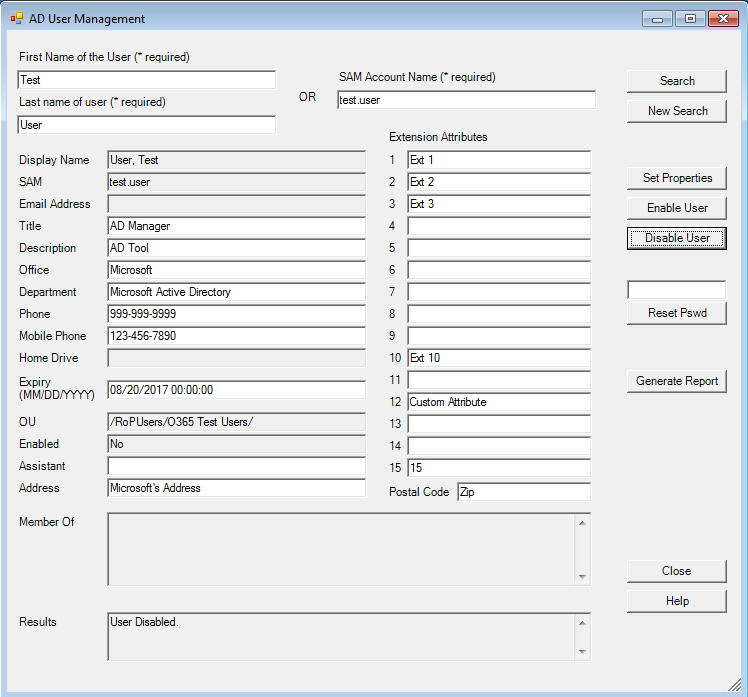 AD User Management
First Name of the User (* required)
Test
Last name of user (* required)
User
OR
SAM Account Name (* required)
test.user
Search
New Search
Extension Attributes
Display Name User, Test
SAM test.user
Email Address
Title AD Manager
Description AD Tool
Office Microsoft
Department Microsoft Active Directory
Phone 999-999-9999
Mobile Phone 123-456-7890
Home Drive
Expiry
(MM/DD/YYYY) 08/20/2017 00:00:00
OU /RoPUsers/O365 Test Users/
Enabled No
Assistant
Address Microsoft's Address
1 Ext 1
2 Ext 2
3 Ext 3
4
5
6
7
8
9
10 Ext 10
11
12 Custom Attribute
13
14
15 15
Postal Code Zip
Set Properties
Enable User
Disable User
Reset Pswd
Generate Report
Member Of
Close
Help
Results User Disabled.